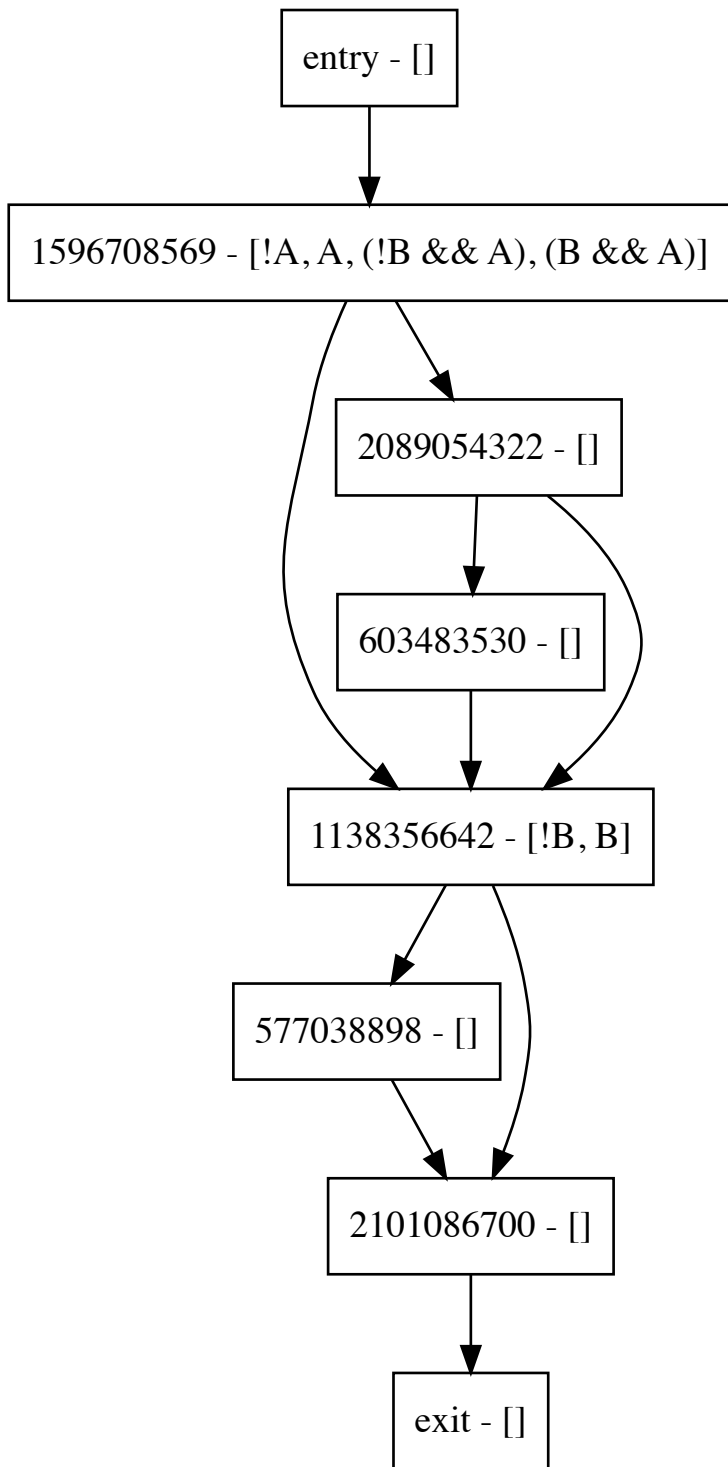 entry - []
1596708569 - [!A, A, (!B && A), (B && A)]
2089054322 - []
603483530 - []
1138356642 - [!B, B]
577038898 - []
2101086700 - []
exit - []